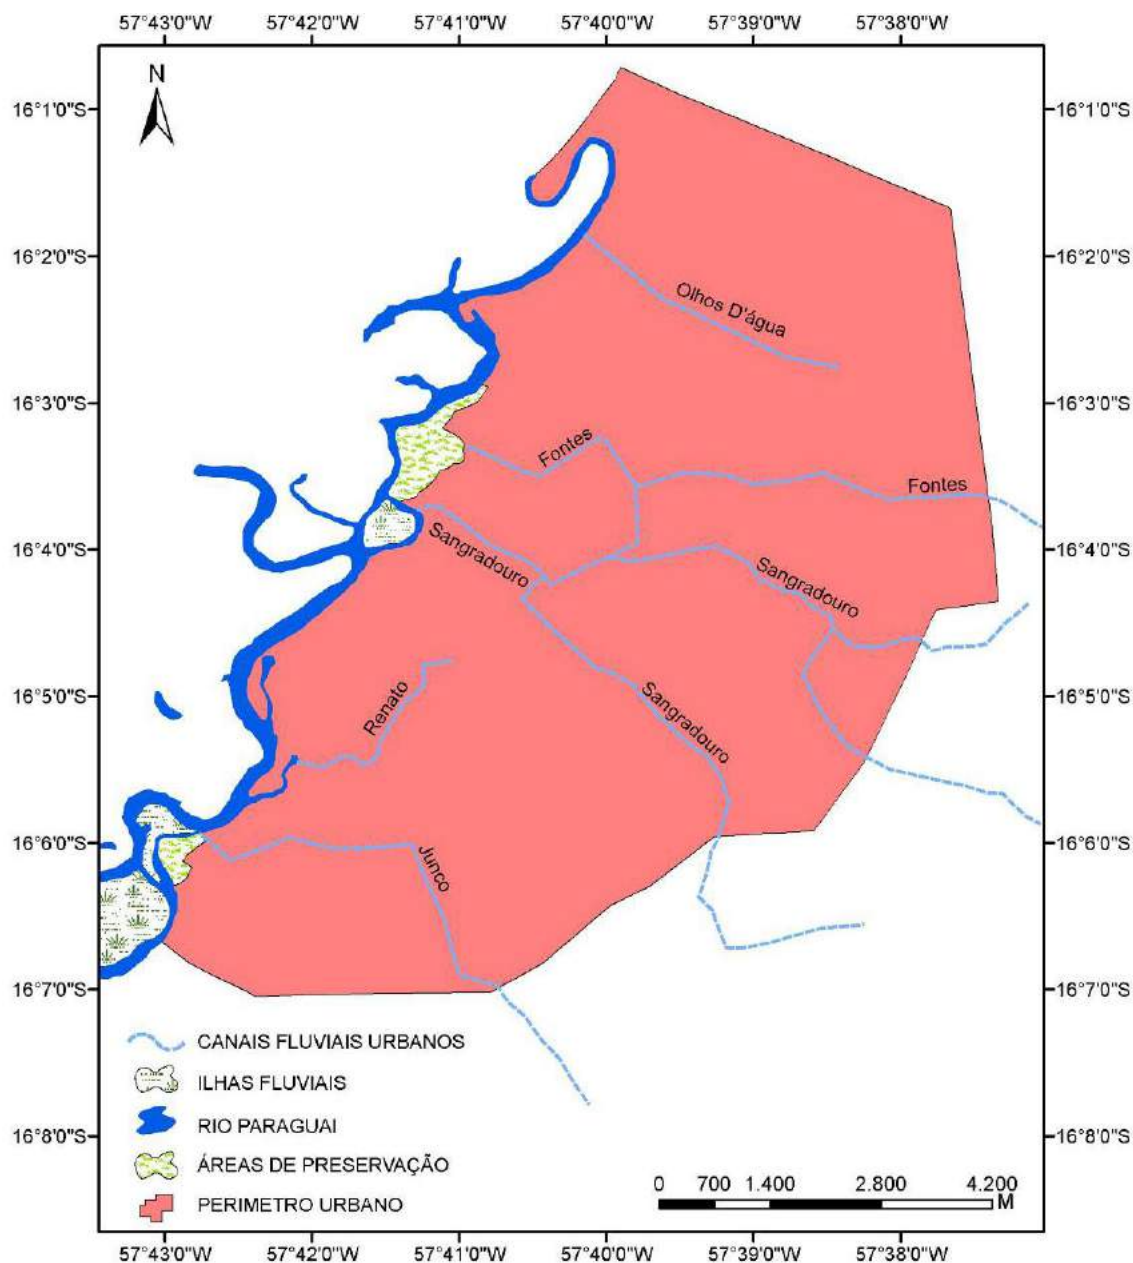 57°43'0"W 57°42'0"W 57°41'0"W 57°40'0"W 57°39'0"W 57°38'0"W
N
16°1'0"S 16°1'0"S
16°2'0"S 16°2'0"S
Olhos D'água
16°3'0"S 16°3'0"S
Fontes
Fontes
16°4'0"S 16°4'0"S
Sangradouro
Sangradouro
16°5'0"S 16°5'0"S
Renato
Sangradouro
16°6'0"S 16°6'0"S
Junco
16°7'0"S 16°7'0"S
CANAIS FLUVIAIS URBANOS
ILHAS FLUVIAIS
RIO PARAGUAI
16°8'0"S 16°8'0"S
ÁREAS DE PRESERVAÇÃO
PERIMETRO URBANO
0 700 1.400 2.800 4.200
M
57°43'0"W 57°42'0"W 57°41'0"W 57°40'0"W 57°39'0"W 57°38'0"W